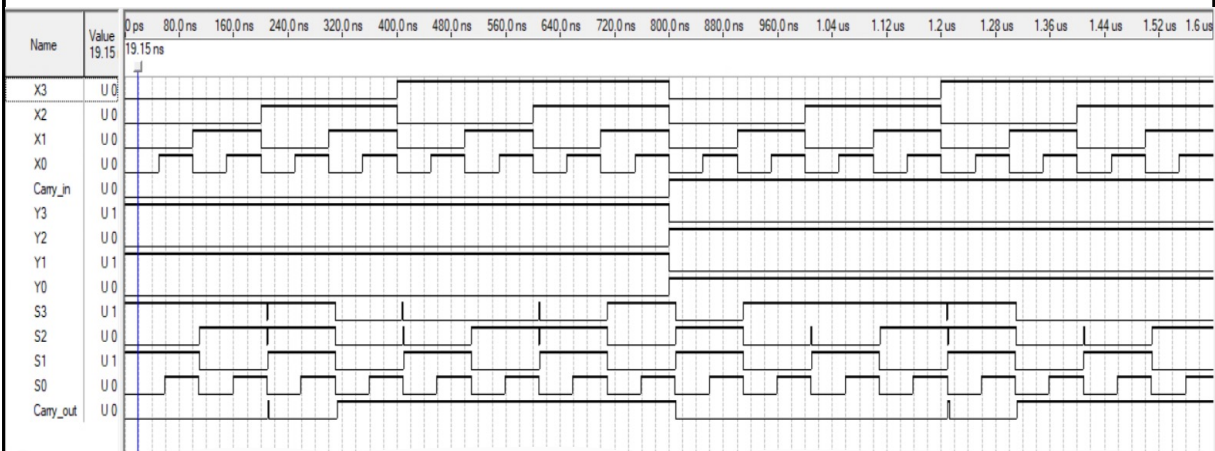 Name Value 19.15 0 ps 80.0 ns 160.0 ns 240.0 ns 320.0 ns 400.0 ns 480.0 ns 560.0 ns 640.0 ns 720.0 ns 800.0 ns 880.0 ns 960.0 ns 1.04 us 1.12 us 1.2 us 1.28 us 1.36 us 1.44 us 1.52 us 1.6 us
19.15 ns
X3 U 0
X2 U 0
X1 U 0
X0 U 0
Carry_in U 0
Y3 U 1
Y2 U 0
Y1 U 1
Y0 U 0
S3 U 1
S2 U 0
S1 U 1
S0 U 0
Carry_out U 0